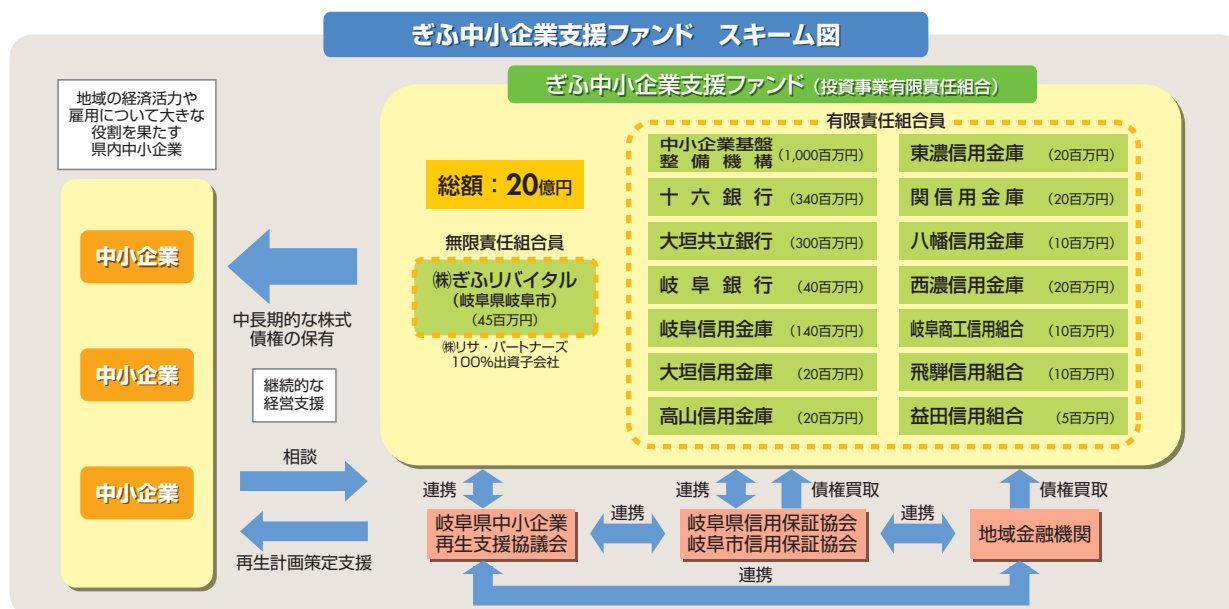 ぎふ中小企業支援ファンド　スキーム図
ぎふ中小企業支援ファンド（投資事業有限責任組合）
地域の経済活力や
雇用について大きな
役割を果たす
県内中小企業
中小企業
中小企業
中小企業
中長期的な株式
債権の保有
継続的な
経営支援
相談
再生計画策定支援
総額：20億円
無限責任組合員
㈱ぎふリバイタル
（岐阜県岐阜市）
（45百万円）
㈱リサ・パートナーズ
100%出資子会社
有限責任組合員
中小企業基盤
整備機構（1,000百万円）
十六銀行（340百万円）
大垣共立銀行（300百万円）
岐阜銀行（40百万円）
岐阜信用金庫（140百万円）
大垣信用金庫（20百万円）
高山信用金庫（20百万円）
東濃信用金庫（20百万円）
関信用金庫（20百万円）
八幡信用金庫（10百万円）
西濃信用金庫（20百万円）
岐阜商工信用組合（10百万円）
飛騨信用組合（10百万円）
益田信用組合（5百万円）
連携
連携
債権買取
債権買取
岐阜県中小企業
再生支援協議会
連携
岐阜県信用保証協会
岐阜市信用保証協会
連携
地域金融機関
連携